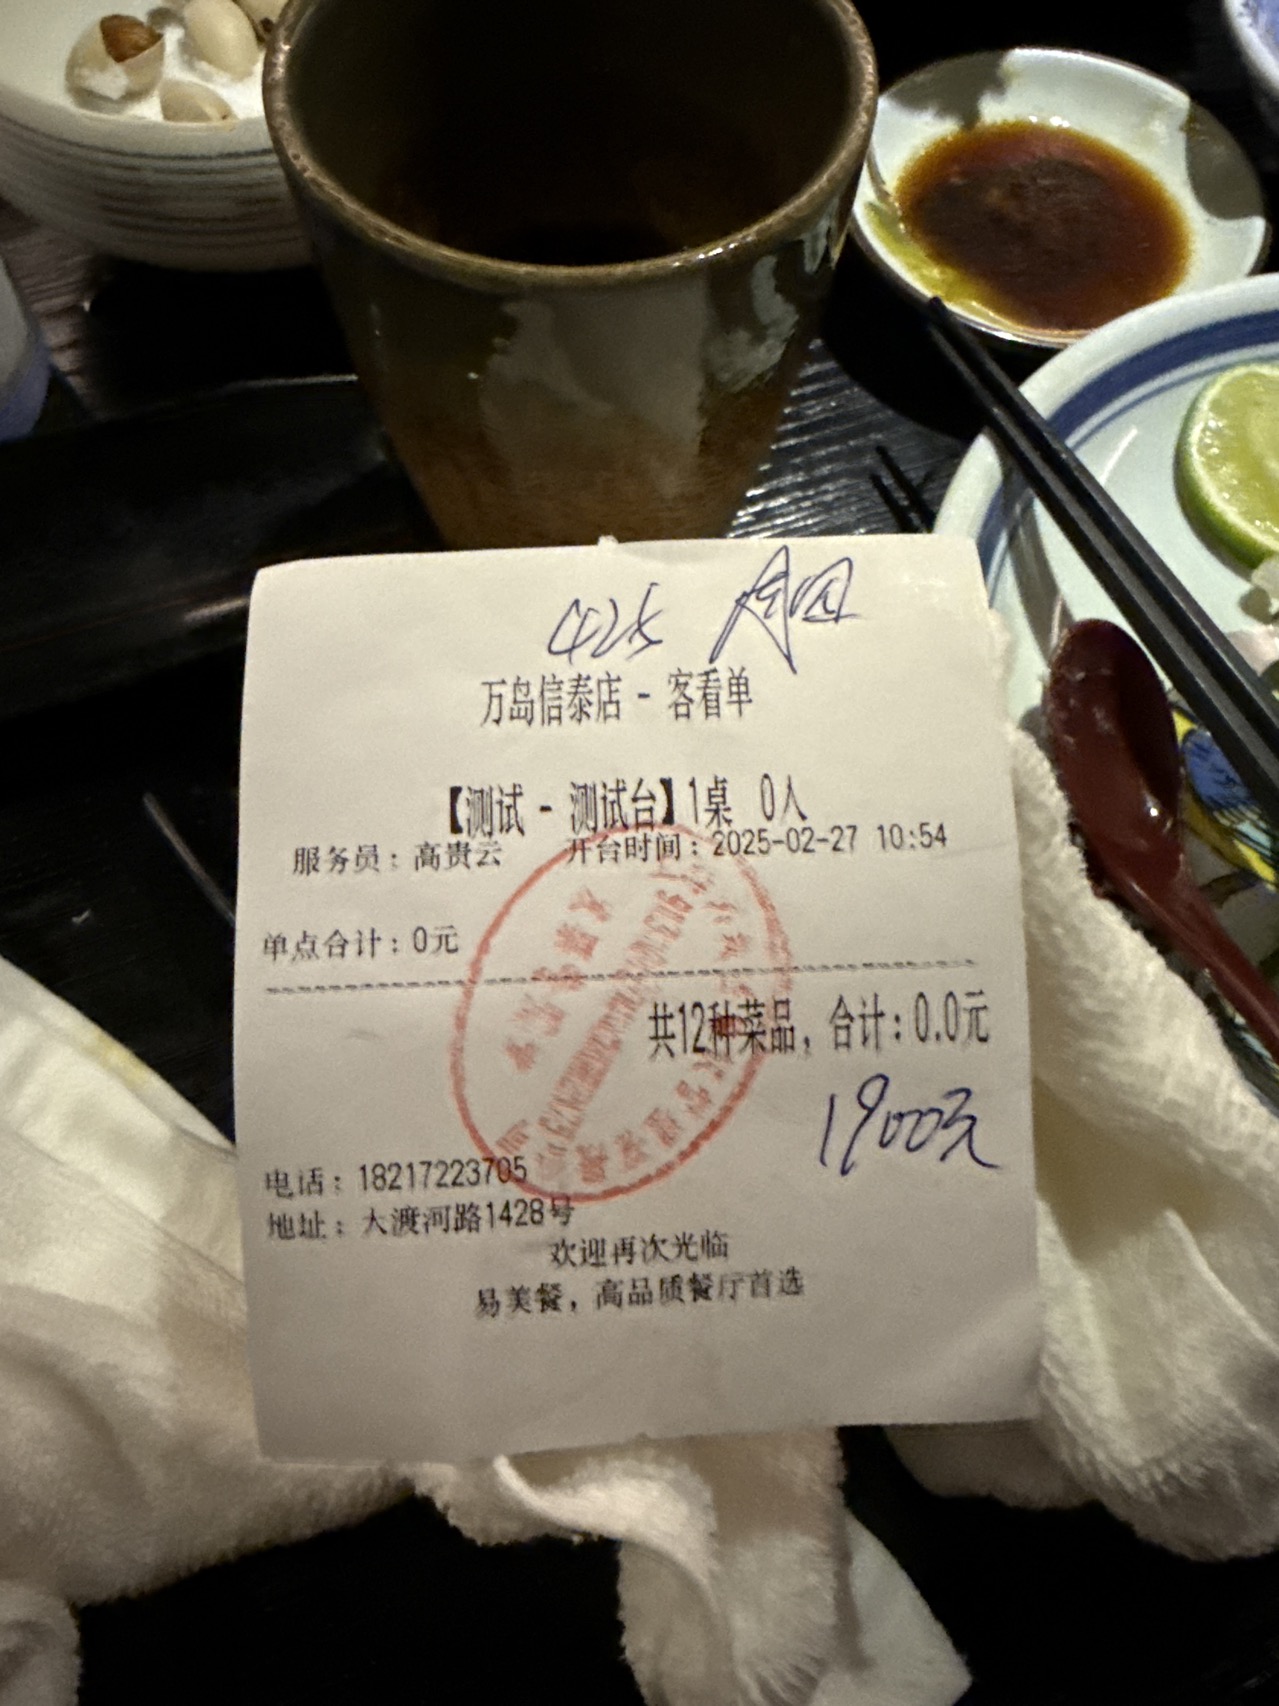 425
万岛信泰店 - 客看单
【测试 - 测试台】1桌 0人
服务员：高贵云 开台时间：2025-02-27 10:54
单点合计：0元
共12种菜品，合计：0.0元
1900元
电话：18217223705
地址：大渡河路1428号
欢迎再次光临
易美餐，高品质餐厅首选